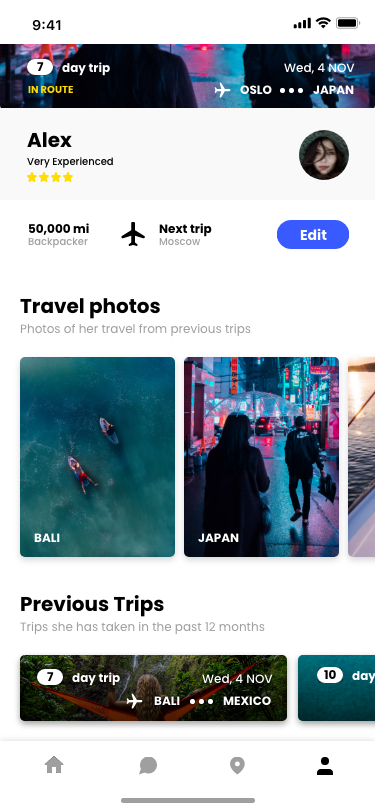 9:41
7 day trip
Wed, 4 NOV
IN ROUTE
OSLO
JAPAN
Alex
Very Experienced
50,000 mi
Backpacker
Next trip
Moscow
Edit
Travel photos
Photos of her travel from previous trips
BALI
JAPAN
Previous Trips
Trips she has taken in the past 12 months
7 day trip
Wed, 4 NOV
BALI
MEXICO
10 day